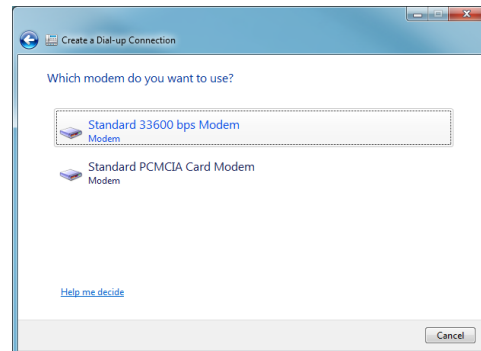 Create a Dial-up Connection
Which modem do you want to use?
Standard 33600 bps Modem
Modem
Standard PCMCIA Card Modem
Modem
Help me decide
Cancel